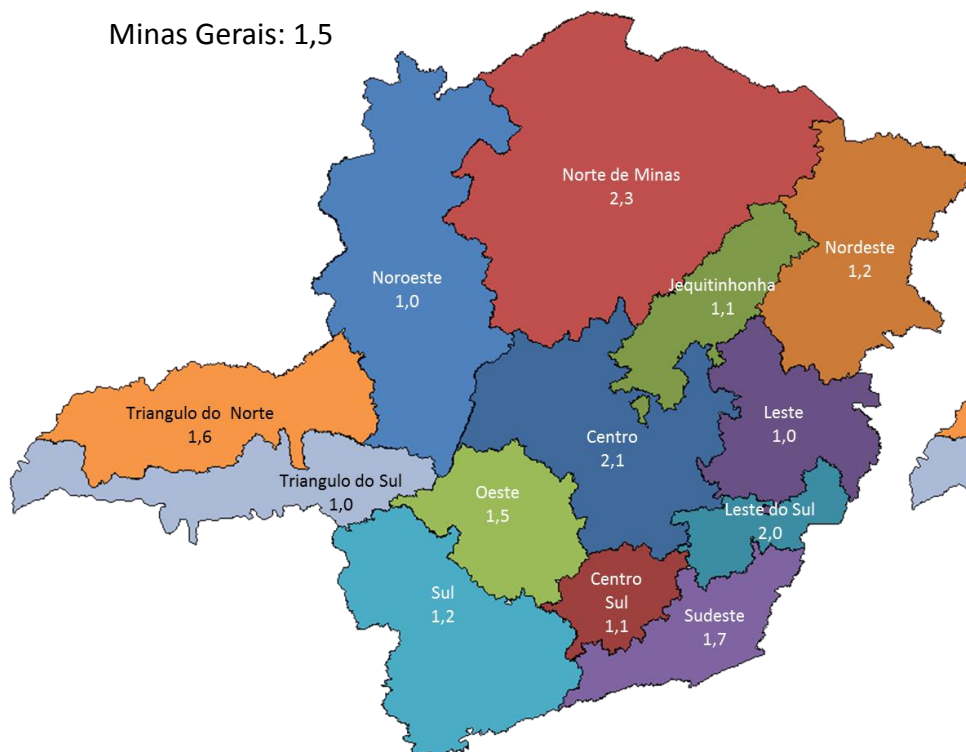 Minas Gerais: 1,5
Norte de Minas
2,3
Nordeste
1,2
Noroeste
1,0
Jequitinhonha
1,1
Triangulo do Norte
1,6
Leste
1,0
Centro
2,1
Triangulo do Sul
1,0
Oeste
1,5
Leste do Sul
2,0
Centro
Sul
1,1
Sul
1,2
Sudeste
1,7